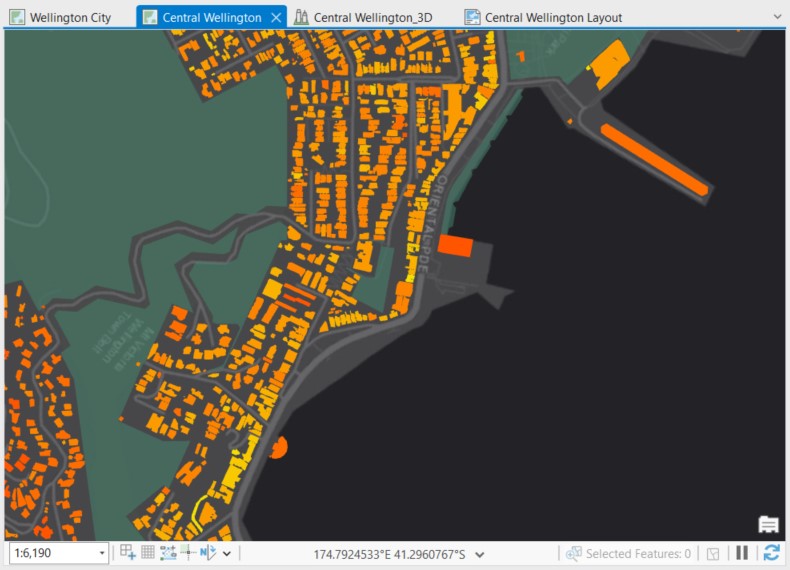 Wellington City
Central Wellington
Central Wellington_3D
Central Wellington Layout
ORIENTAL PDE
Mt Victoria
Wellington
Town Belt
1:6,190
174.7924533°E 41.2960767°S
Selected Features: 0